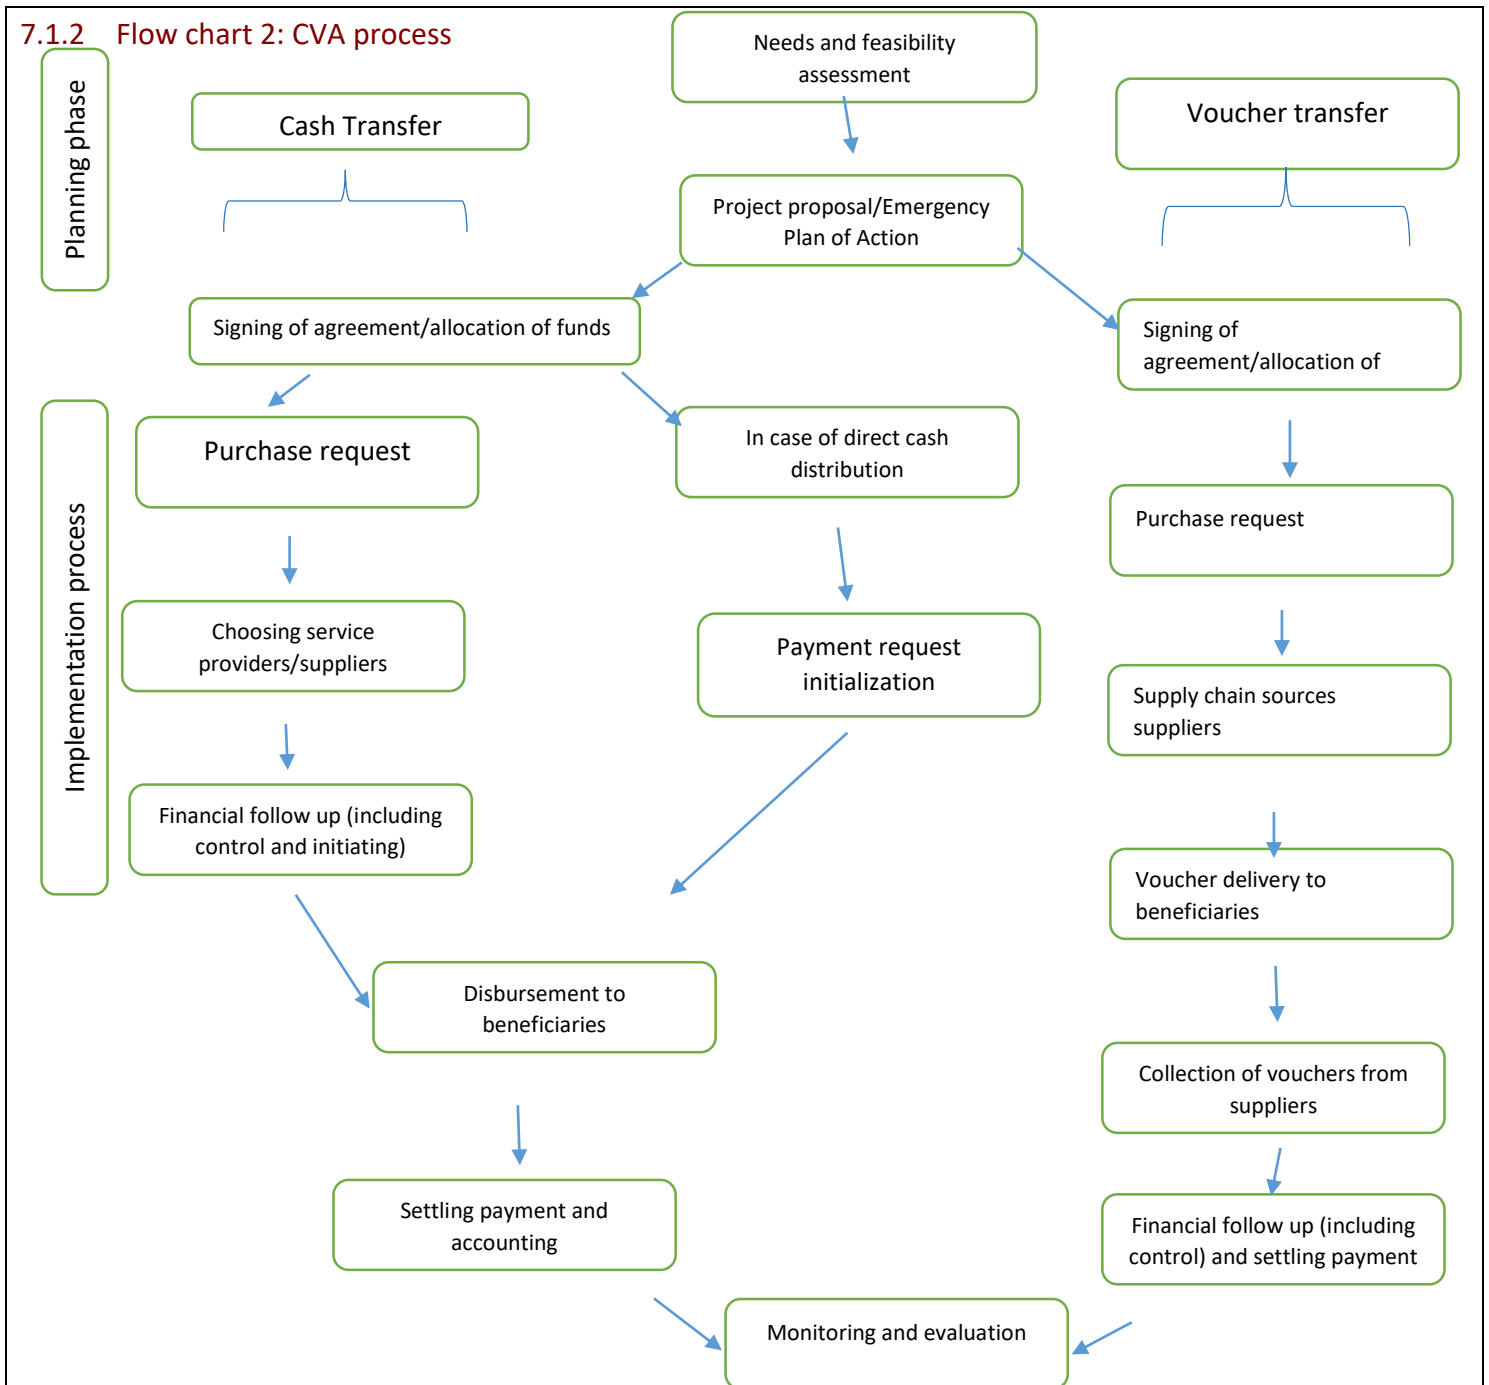 7.1.2 Flow chart 2: CVA process
Planning phase
Needs and feasibility
assessment
Cash Transfer
Voucher transfer
Project proposal/Emergency
Plan of Action
Signing of agreement/allocation of funds
Signing of
agreement/allocation of
Implementation process
Purchase request
In case of direct cash
distribution
Purchase request
Choosing service
providers/suppliers
Payment request
initialization
Supply chain sources
suppliers
Financial follow up (including
control and initiating)
Voucher delivery to
beneficiaries
Disbursement to
beneficiaries
Collection of vouchers from
suppliers
Settling payment and
accounting
Financial follow up (including
control) and settling payment
Monitoring and evaluation